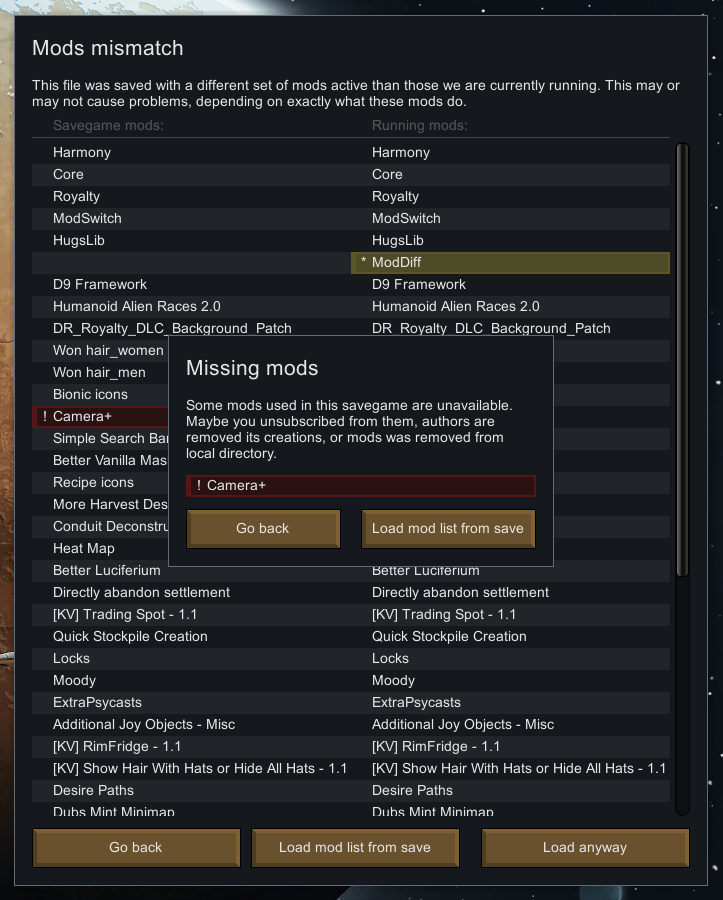 Mods mismatch
This file was saved with a different set of mods active than those we are currently running. This may or
may not cause problems, depending on exactly what these mods do.
Savegame mods: Running mods:
Harmony Harmony
Core Core
Royalty Royalty
ModSwitch ModSwitch
HugsLib HugsLib
* ModDiff
D9 Framework D9 Framework
Humanoid Alien Races 2.0 Humanoid Alien Races 2.0
DR_Royalty_DLC_Background_Patch DR_Royalty_DLC_Background_Patch
Won hair_women
Won hair_men
Bionic icons
! Camera+
Simple Search Ba
Better Vanilla Mas
Recipe icons
More Harvest Des
Conduit Deconstru
Heat Map
Missing mods
Some mods used in this savegame are unavailable.
Maybe you unsubscribed from them, authors are
removed its creations, or mods was removed from
local directory.
! Camera+
Go back Load mod list from save
Better Luciferium Better Luciferium
Directly abandon settlement Directly abandon settlement
[KV] Trading Spot - 1.1 [KV] Trading Spot - 1.1
Quick Stockpile Creation Quick Stockpile Creation
Locks Locks
Moody Moody
ExtraPsycasts ExtraPsycasts
Additional Joy Objects - Misc Additional Joy Objects - Misc
[KV] RimFridge - 1.1 [KV] RimFridge - 1.1
[KV] Show Hair With Hats or Hide All Hats - 1.1 [KV] Show Hair With Hats or Hide All Hats - 1.1
Desire Paths Desire Paths
Dubs Mint Minimap Dubs Mint Minimap
Go back Load mod list from save Load anyway